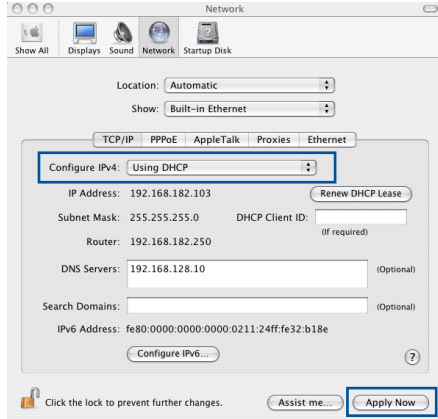 Network
Show All Displays Sound Network Startup Disk
Location: Automatic
Show: Built-in Ethernet
TCP/IP PPPoE AppleTalk Proxies Ethernet
Configure IPv4: Using DHCP
IP Address: 192.168.182.103 Renew DHCP Lease
Subnet Mask: 255.255.255.0 DHCP Client ID:
(If required)
Router: 192.168.182.250
DNS Servers: 192.168.128.10 (Optional)
Search Domains: (Optional)
IPv6 Address: fe80:0000:0000:0000:0211:24ff:fe32:b18e
Configure IPv6... ?
Click the lock to prevent further changes. Assist me... Apply Now